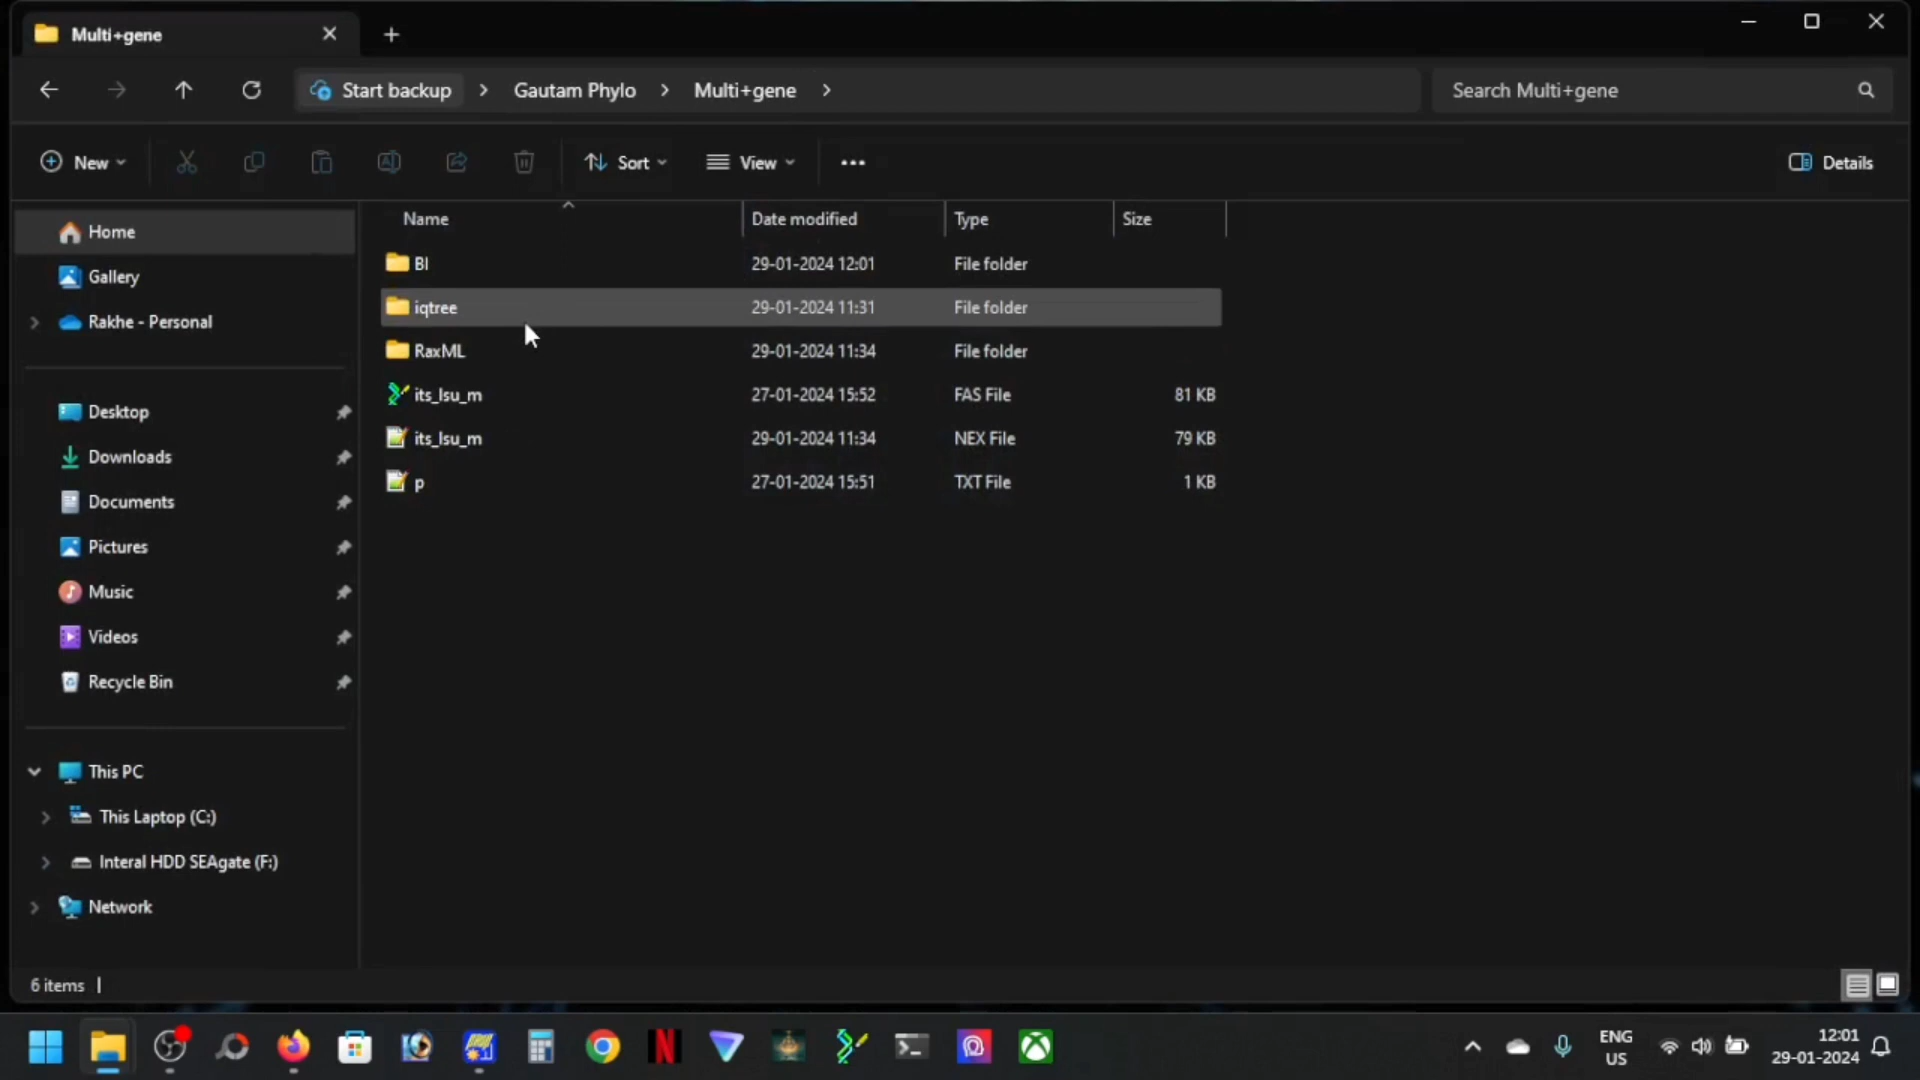 Multi+gene
Start backup > Gautam Phylo > Multi+gene >
Search Multi+gene
New
Sort
View
Details
Name Date modified Type Size
Home
Gallery
Rakhe - Personal
Desktop
Downloads
Documents
Pictures
Music
Videos
Recycle Bin
This PC
This Laptop (C:)
Interal HDD SEAgate (F:)
Network
BI 29-01-2024 12:01 File folder
iqtree 29-01-2024 11:31 File folder
RaxML 29-01-2024 11:34 File folder
its_lsu_m 27-01-2024 15:52 FAS File 81 KB
its_lsu_m 29-01-2024 11:34 NEX File 79 KB
p 27-01-2024 15:51 TXT File 1 KB
6 items
ENG
US
12:01
29-01-2024